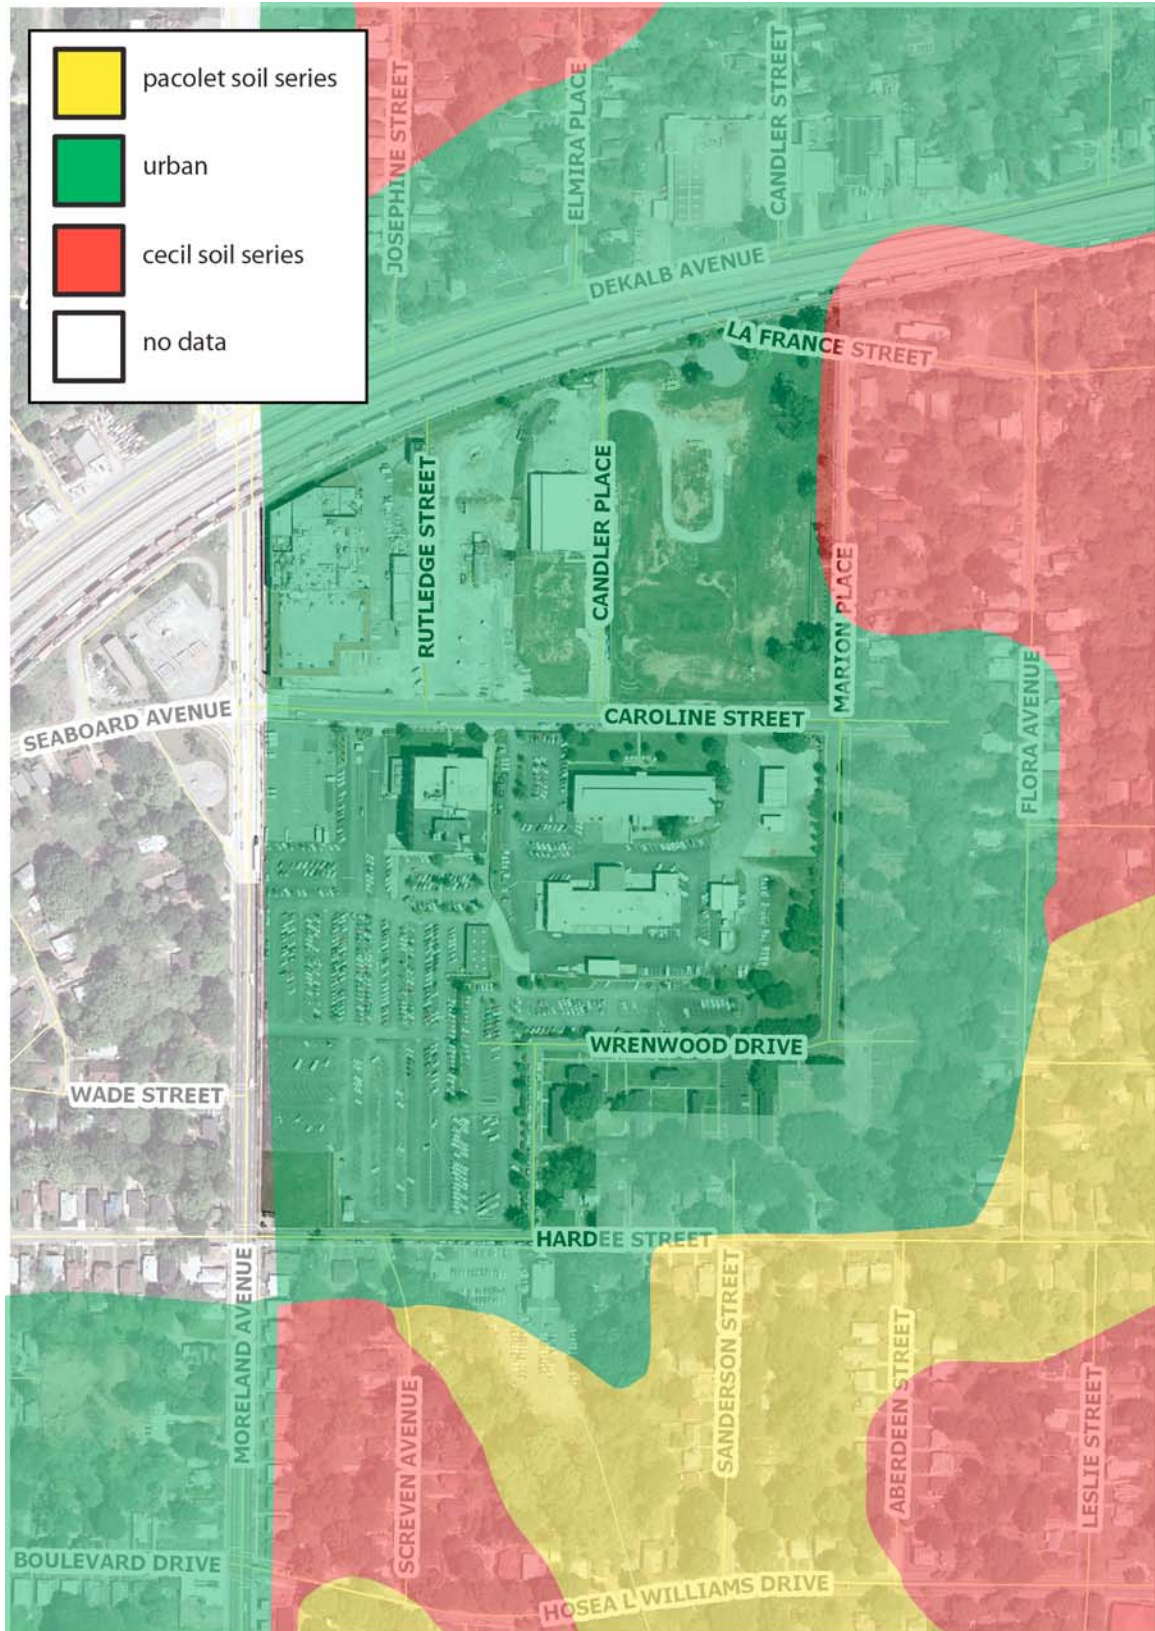 pacolet soil series
urban
cecil soil series
no data
JOSEPHINE STREET
ELMIRA PLACE
CANDLER STREET
DEKALB AVENUE
LA FRANCE STREET
RUTLEDGE STREET
CANDLER PLACE
MARION PLACE
SEABOARD AVENUE
CAROLINE STREET
FLORA AVENUE
WRENWOOD DRIVE
WADE STREET
HARDEE STREET
MORELAND AVENUE
SANDERSON STREET
ABERDEEN STREET
LESLIE STREET
SCREVEN AVENUE
BOULEVARD DRIVE
HOSEA L WILLIAMS DRIVE